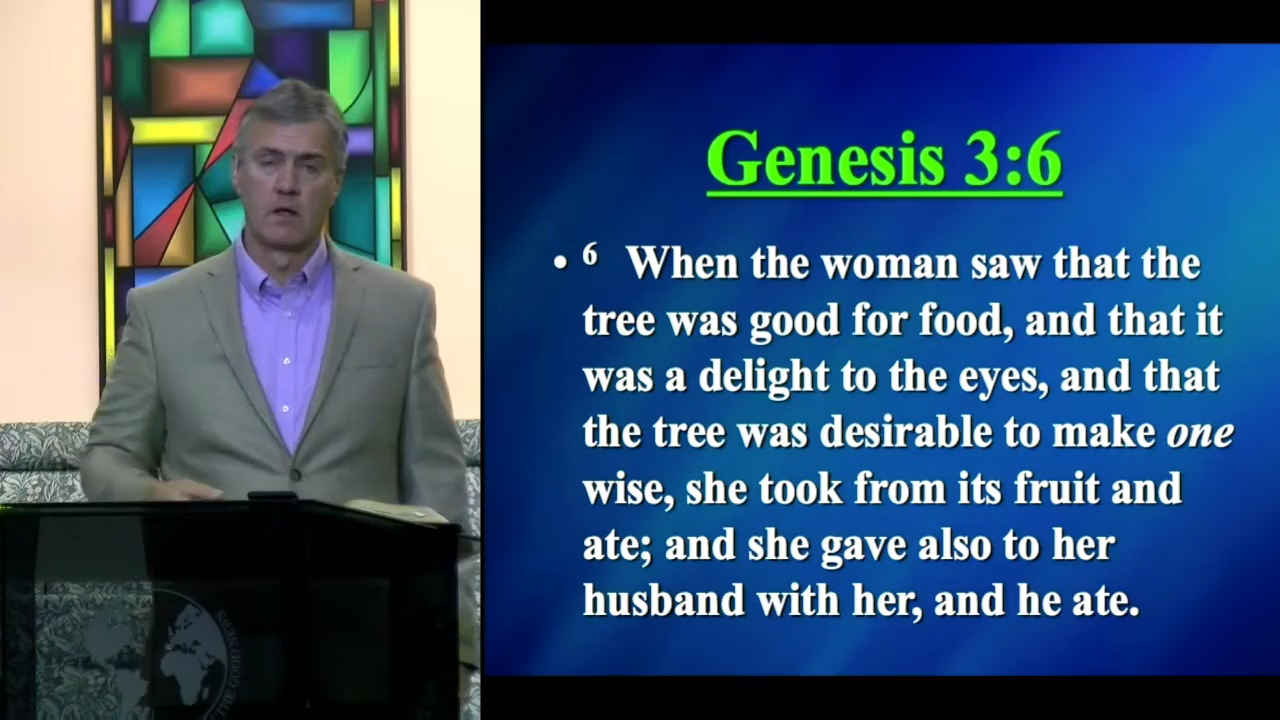 Genesis 3:6
• 6 When the woman saw that the
tree was good for food, and that it
was a delight to the eyes, and that
the tree was desirable to make one
wise, she took from its fruit and
ate; and she gave also to her
husband with her, and he ate.